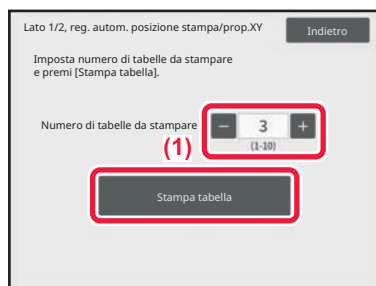 Lato 1/2, reg. autom. posizione stampa/prop.XY
Indietro
Imposta numero di tabelle da stampare
e premi [Stampa tabella].
Numero di tabelle da stampare
− 3 +
(1)
(1-10)
Stampa tabella